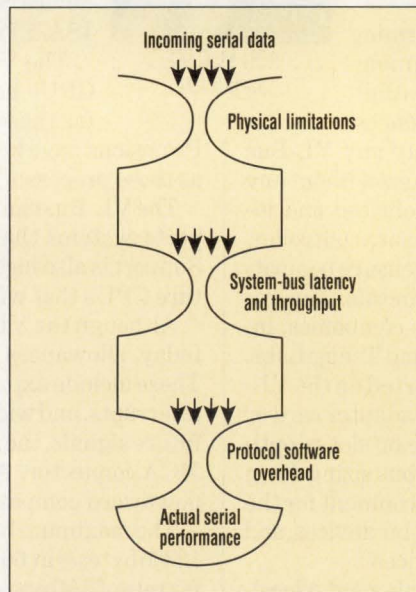 Incoming serial data
Physical limitations
System-bus latency
and throughput
Protocol software
overhead
Actual serial
performance